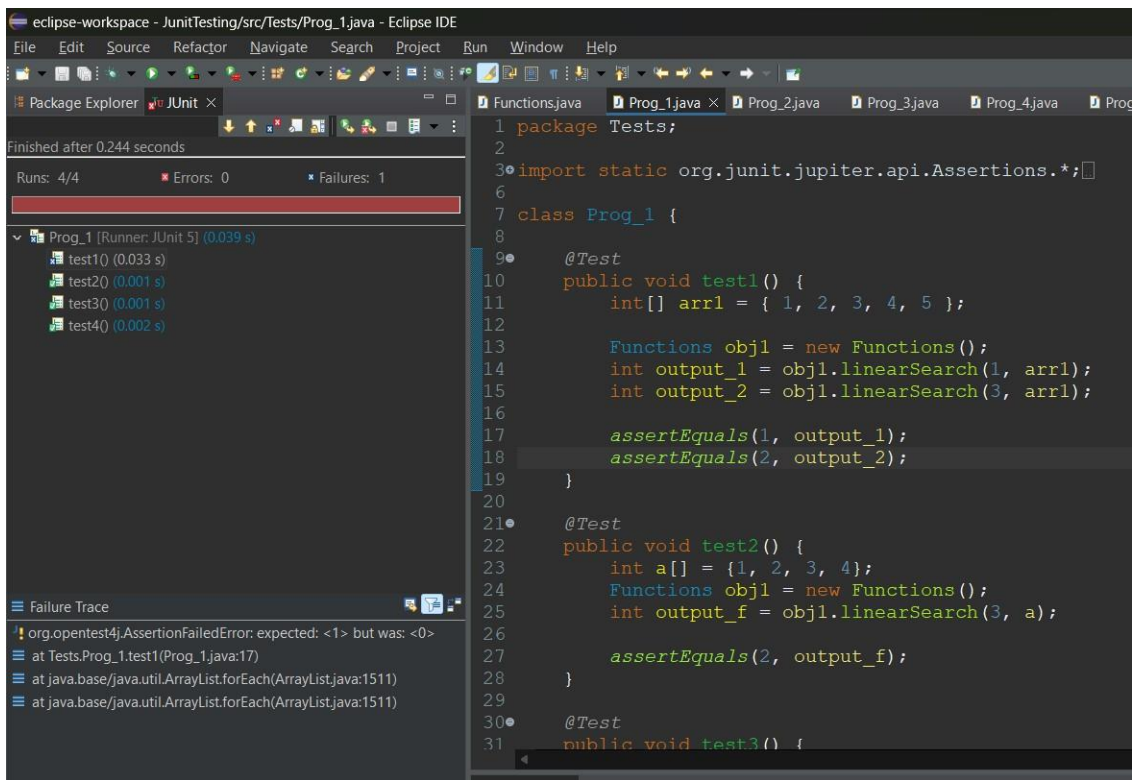 eclipse-workspace - JunitTesting/src/Tests/Prog_1.java - Eclipse IDE
File Edit Source Refactor Navigate Search Project Run Window Help
Package Explorer JUnit
Finished after 0.244 seconds
Runs: 4/4 Errors: 0 Failures: 1
Prog_1 [Runner: JUnit 5] (0.039 s)
test1() (0.033 s)
test2() (0.001 s)
test3() (0.001 s)
test4() (0.002 s)
Failure Trace
org.opentest4j.AssertionFailedError: expected: <1> but was: <0>
at Tests.Prog_1.test1(Prog_1.java:17)
at java.base/java.util.ArrayList.forEach(ArrayList.java:1511)
at java.base/java.util.ArrayList.forEach(ArrayList.java:1511)
Functions.java Prog_1.java Prog_2.java Prog_3.java Prog_4.java Prog
1 package Tests;
2
3 import static org.junit.jupiter.api.Assertions.*;
6
7 class Prog_1 {
8
9 @Test
10 public void test1() {
11 int[] arr1 = { 1, 2, 3, 4, 5 };
12
13 Functions obj1 = new Functions();
14 int output_1 = obj1.linearSearch(1, arr1);
15 int output_2 = obj1.linearSearch(3, arr1);
16
17 assertEquals(1, output_1);
18 assertEquals(2, output_2);
19 }
20
21 @Test
22 public void test2() {
23 int a[] = {1, 2, 3, 4};
24 Functions obj1 = new Functions();
25 int output_f = obj1.linearSearch(3, a);
26
27 assertEquals(2, output_f);
28 }
29
30 @Test
31 public void test3() {